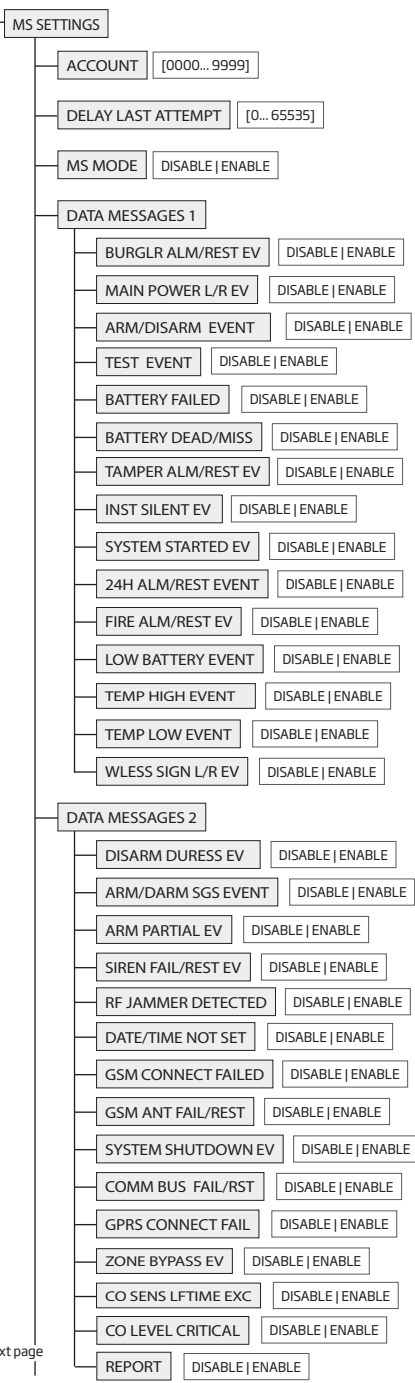 MS SETTINGS
ACCOUNT [0000... 9999]
DELAY LAST ATTEMPT [0... 65535]
MS MODE DISABLE | ENABLE
DATA MESSAGES 1
BURGLR ALM/REST EV DISABLE | ENABLE
MAIN POWER L/R EV DISABLE | ENABLE
ARM/DISARM EVENT DISABLE | ENABLE
TEST EVENT DISABLE | ENABLE
BATTERY FAILED DISABLE | ENABLE
BATTERY DEAD/MISS DISABLE | ENABLE
TAMPER ALM/REST EV DISABLE | ENABLE
INST SILENT EV DISABLE | ENABLE
SYSTEM STARTED EV DISABLE | ENABLE
24H ALM/REST EVENT DISABLE | ENABLE
FIRE ALM/REST EV DISABLE | ENABLE
LOW BATTERY EVENT DISABLE | ENABLE
TEMP HIGH EVENT DISABLE | ENABLE
TEMP LOW EVENT DISABLE | ENABLE
WLESS SIGN L/R EV DISABLE | ENABLE
DATA MESSAGES 2
DISARM DURESS EV DISABLE | ENABLE
ARM/DARM SGS EVENT DISABLE | ENABLE
ARM PARTIAL EV DISABLE | ENABLE
SIREN FAIL/REST EV DISABLE | ENABLE
RF JAMMER DETECTED DISABLE | ENABLE
DATE/TIME NOT SET DISABLE | ENABLE
GSM CONNECT FAILED DISABLE | ENABLE
GSM ANT FAIL/REST DISABLE | ENABLE
SYSTEM SHUTDOWN EV DISABLE | ENABLE
COMM BUS FAIL/RST DISABLE | ENABLE
GPRS CONNECT FAIL DISABLE | ENABLE
ZONE BYPASS EV DISABLE | ENABLE
CO SENS LFTIME EXC DISABLE | ENABLE
CO LEVEL CRITICAL DISABLE | ENABLE
xt page
REPORT DISABLE | ENABLE